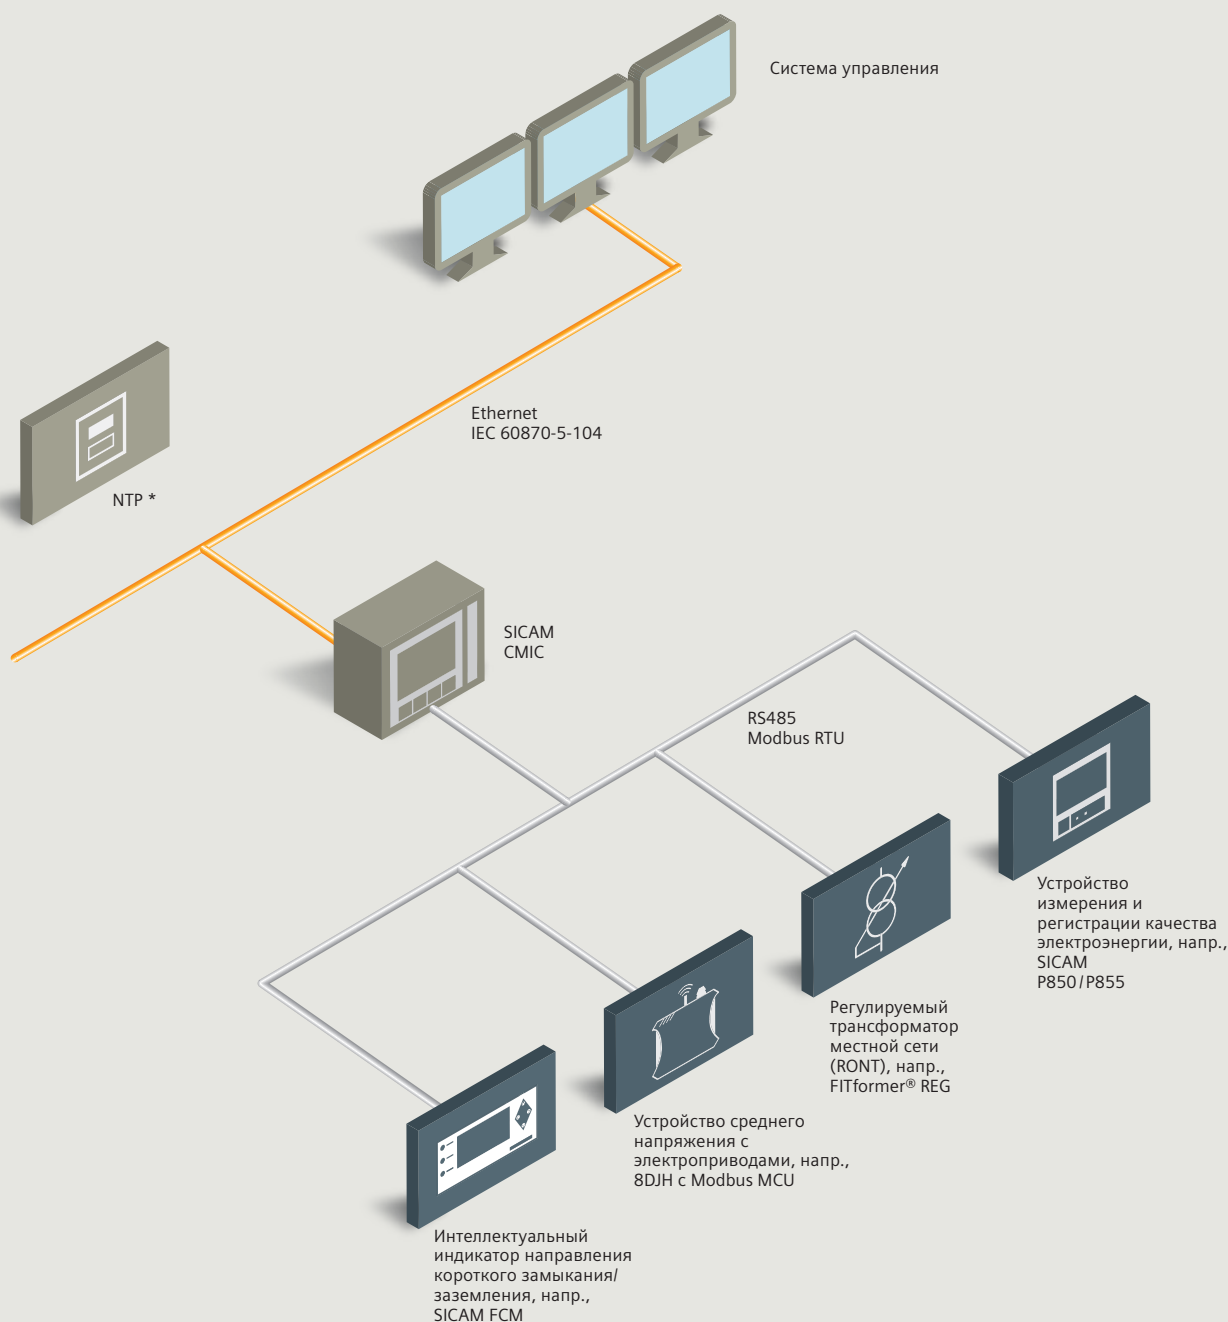 Система управления
Ethernet
IEC 60870-5-104
NTP *
SICAM
CMIC
RS485
Modbus RTU
Устройство
измерения и
регистрации качества
электроэнергии, напр.,
SICAM
P850/P855
Регулируемый
трансформатор
местной сети
(RONT), напр.,
FITformer® REG
Устройство среднего
напряжения с
электроприводами, напр.,
8DJH с Modbus MCU
Интеллектуальный
индикатор направления
короткого замыкания/
заземления, напр.,
SICAM FCM